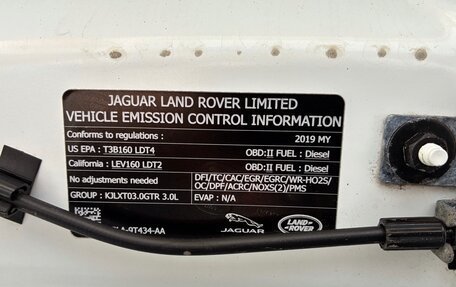 JAGUAR LAND ROVER LIMITED
VEHICLE EMISSION CONTROL INFORMATION
Conforms to regulations: 2019 MY
US EPA : T3B160 LDT4 OBD:II FUEL : Diesel
California : LEV160 LDT2 OBD:II FUEL : Diesel
No adjustments needed DFI/TC/CAC/EGR/EGRC/WR-HO2S/
OC/DPF/ACRC/NOXS(2)/PMS
GROUP : KJLXT03.0GTR 3.0L EVAP : N/A
-9T434-AA
JAGUAR
LAND ROVER